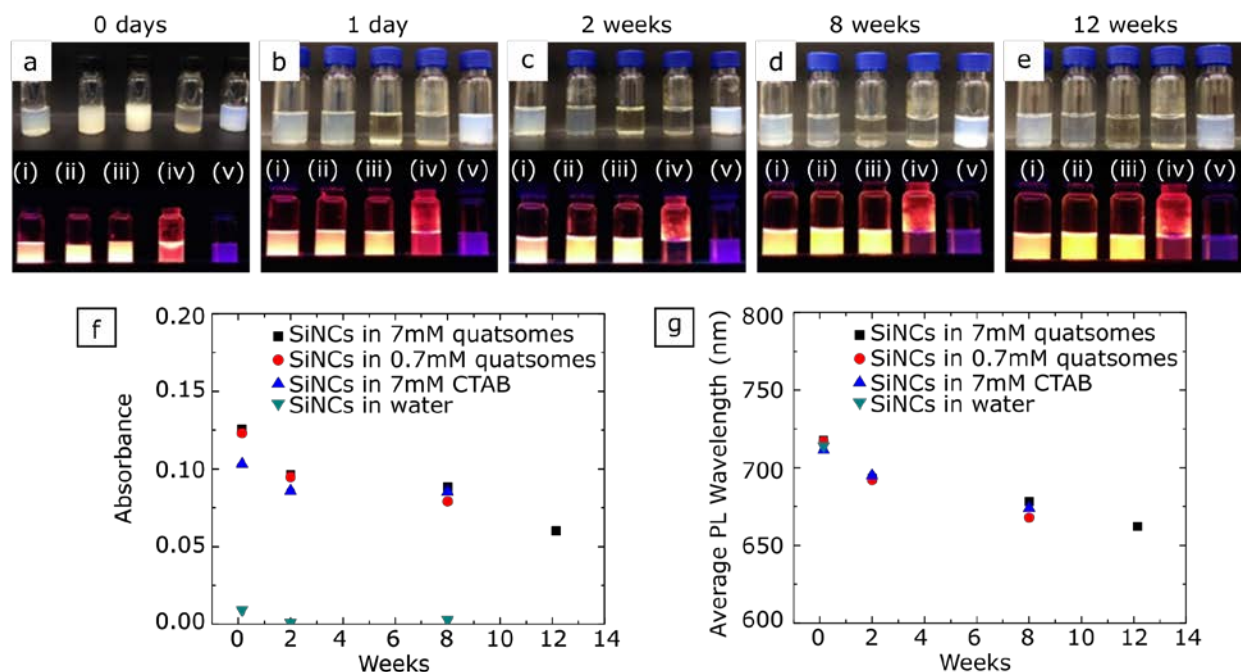 0 days
1 day
2 weeks
8 weeks
12 weeks
a
b
c
d
e
(i) (ii) (iii) (iv) (v)
(i) (ii) (iii) (iv) (v)
(i) (ii) (iii) (iv) (v)
(i) (ii) (iii) (iv) (v)
(i) (ii) (iii) (iv) (v)
f
0.20
0.15
0.10
0.05
0.00
Absorbance
SiNCs in 7mM quatsomes
SiNCs in 0.7mM quatsomes
SiNCs in 7mM CTAB
SiNCs in water
0 2 4 6 8 10 12 14
Weeks
g
800
750
700
650
600
Average PL Wavelength (nm)
SiNCs in 7mM quatsomes
SiNCs in 0.7mM quatsomes
SiNCs in 7mM CTAB
SiNCs in water
0 2 4 6 8 10 12 14
Weeks